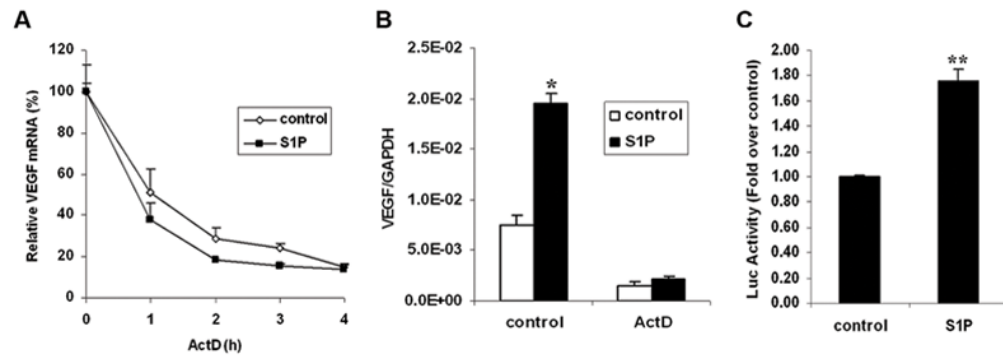 A
Relative VEGF mRNA (%)
120
100
80
60
40
20
0
0 1 2 3 4
ActD (h)
control
S1P
B
VEGF/GAPDH
2.5E-02
2.0E-02
1.5E-02
1.0E-02
5.0E-03
0.0E+00
*
control
S1P
control ActD
C
Luc Activity (Fold over control)
2.00
1.80
1.60
1.40
1.20
1.00
0.80
0.60
0.40
0.20
0.00
**
control S1P